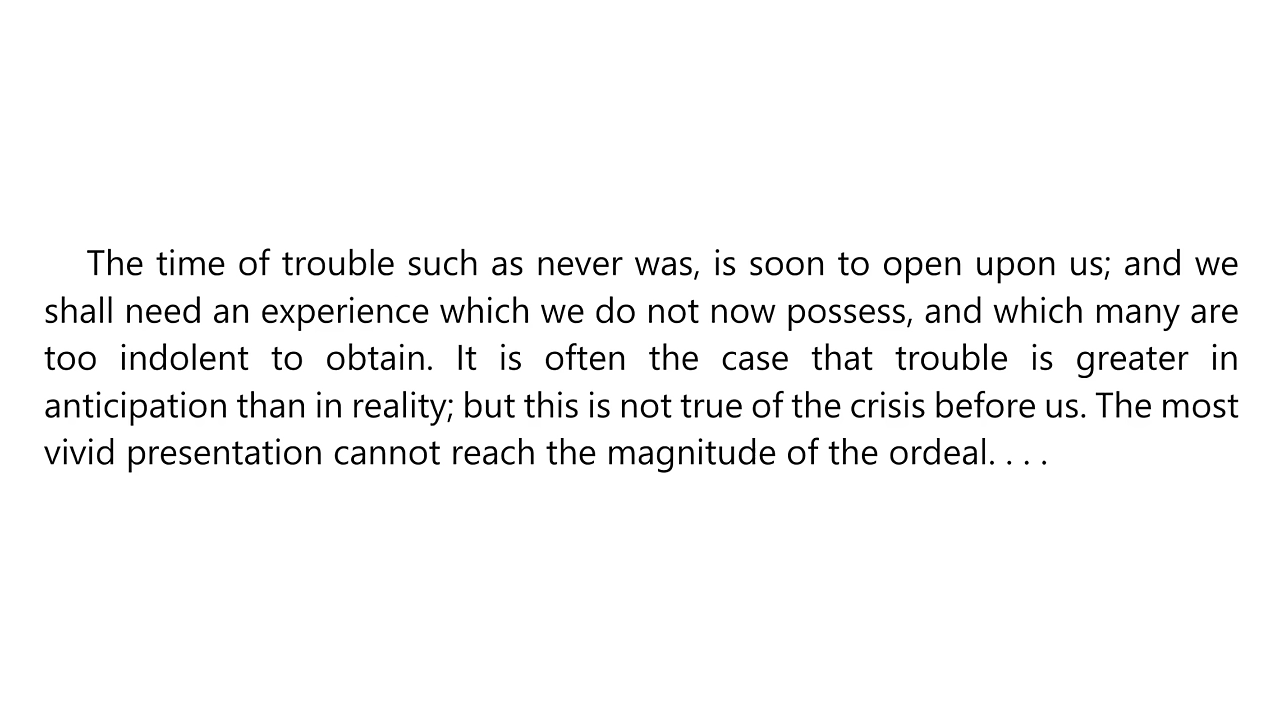 The time of trouble such as never was, is soon to open upon us; and we
shall need an experience which we do not now possess, and which many are
too indolent to obtain. It is often the case that trouble is greater in
anticipation than in reality; but this is not true of the crisis before us. The most
vivid presentation cannot reach the magnitude of the ordeal. . . .